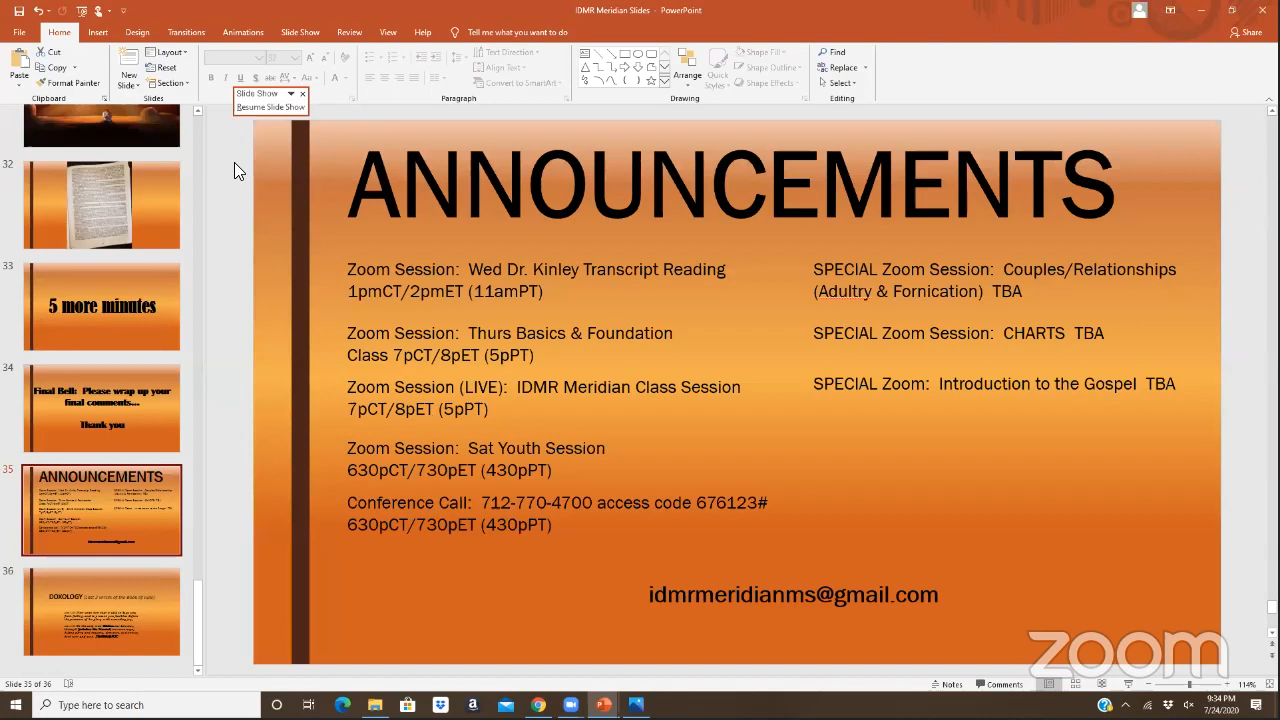 IDMR Meridian Slides - PowerPoint
File Home Insert Design Transitions Animations Slide Show Review View Help Tell me what you want to do Share
Paste
Cut
Copy
Format Painter
Clipboard
New Slide
Layout
Reset
Section
Slides
32
Paragraph
Text Direction
Align Text
Convert to SmartArt
Arrange
Quick Styles
Shape Fill
Shape Outline
Shape Effects
Drawing
Find
Replace
Select
Editing
Slide Show
Resume Slide Show
32
33
5 more minutes
34
Final Bell: Please wrap up your
final comments...
Thank you
35
ANNOUNCEMENTS
36
DOXOLOGY
ANNOUNCEMENTS
Zoom Session: Wed Dr. Kinley Transcript Reading
1pmCT/2pmET (11amPT)
Zoom Session: Thurs Basics & Foundation
Class 7pCT/8pET (5pPT)
Zoom Session (LIVE): IDMR Meridian Class Session
7pCT/8pET (5pPT)
Zoom Session: Sat Youth Session
630pCT/730pET (430pPT)
Conference Call: 712-770-4700 access code 676123#
630pCT/730pET (430pPT)
SPECIAL Zoom Session: Couples/Relationships
(Adultry & Fornication) TBA
SPECIAL Zoom Session: CHARTS TBA
SPECIAL Zoom: Introduction to the Gospel TBA
idmrmeridianms@gmail.com
zoom
Slide 35 of 36
Notes
Comments
114%
Type here to search
9:34 PM
7/24/2020